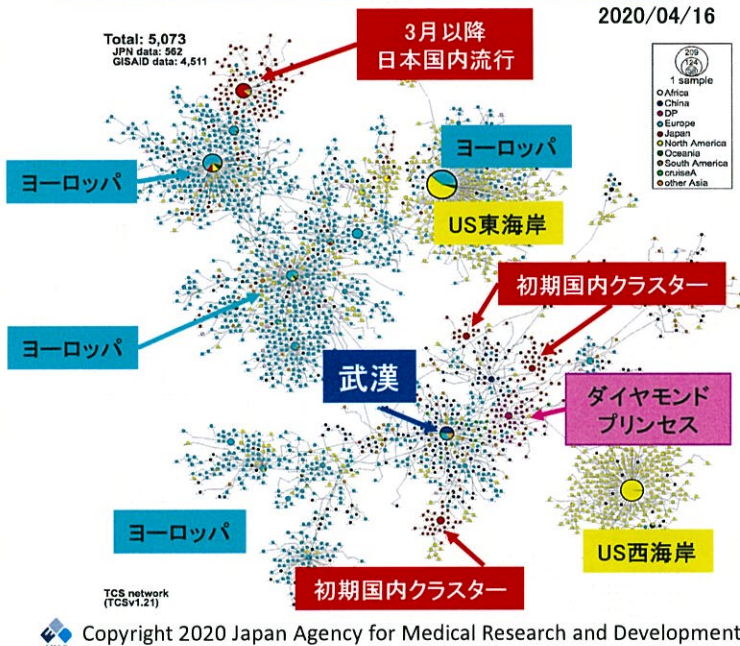 2020/04/16
Total: 5,073
JPN data: 562
GISAID data: 4,511
3月以降
日本国内流行
209
124
1 sample
Africa
China
DP
Europe
Japan
North America
Oceania
South America
cruiseA
other Asia
ヨーロッパ
ヨーロッパ
US東海岸
初期国内クラスター
ヨーロッパ
武漢
ダイヤモンド
プリンセス
ヨーロッパ
US西海岸
初期国内クラスター
TCS network
(TCSv1.21)
Copyright 2020 Japan Agency for Medical Research and Development